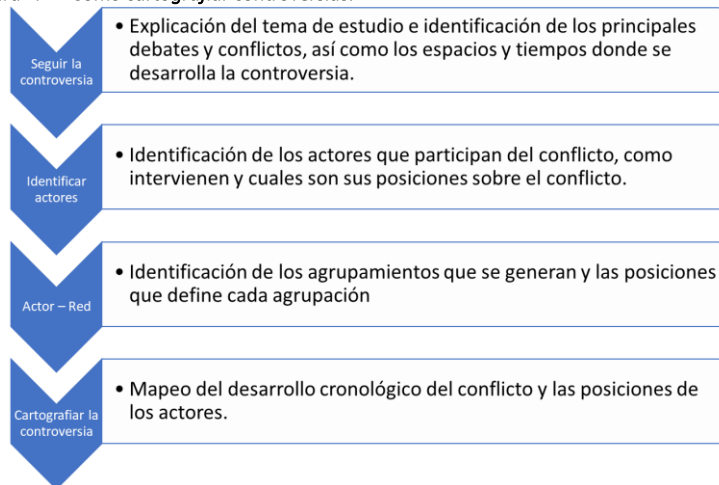 Seguir la
controversia
• Explicación del tema de estudio e identificación de los principales
debates y conflictos, así como los espacios y tiempos donde se
desarrolla la controversia.
Identificar
actores
• Identificación de los actores que participan del conflicto, como
intervienen y cuales son sus posiciones sobre el conflicto.
Actor – Red
• Identificación de los agrupamientos que se generan y las posiciones
que define cada agrupación
Cartografiar la
controversia
• Mapeo del desarrollo cronológico del conflicto y las posiciones de
los actores.